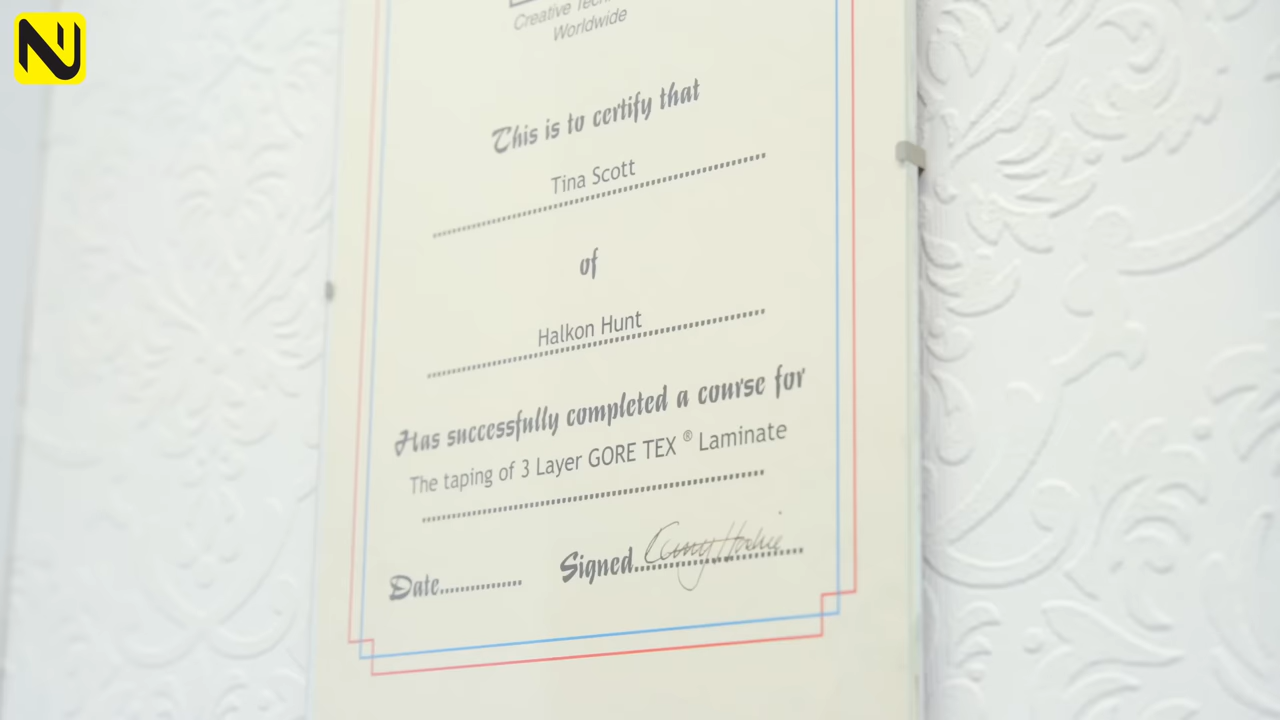 Creative
Worldwide
This is to certify that
Tina Scott
of
Halkon Hunt
Has successfully completed a course for
The taping of 3 Layer GORE TEX ® Laminate
Date............... Signed